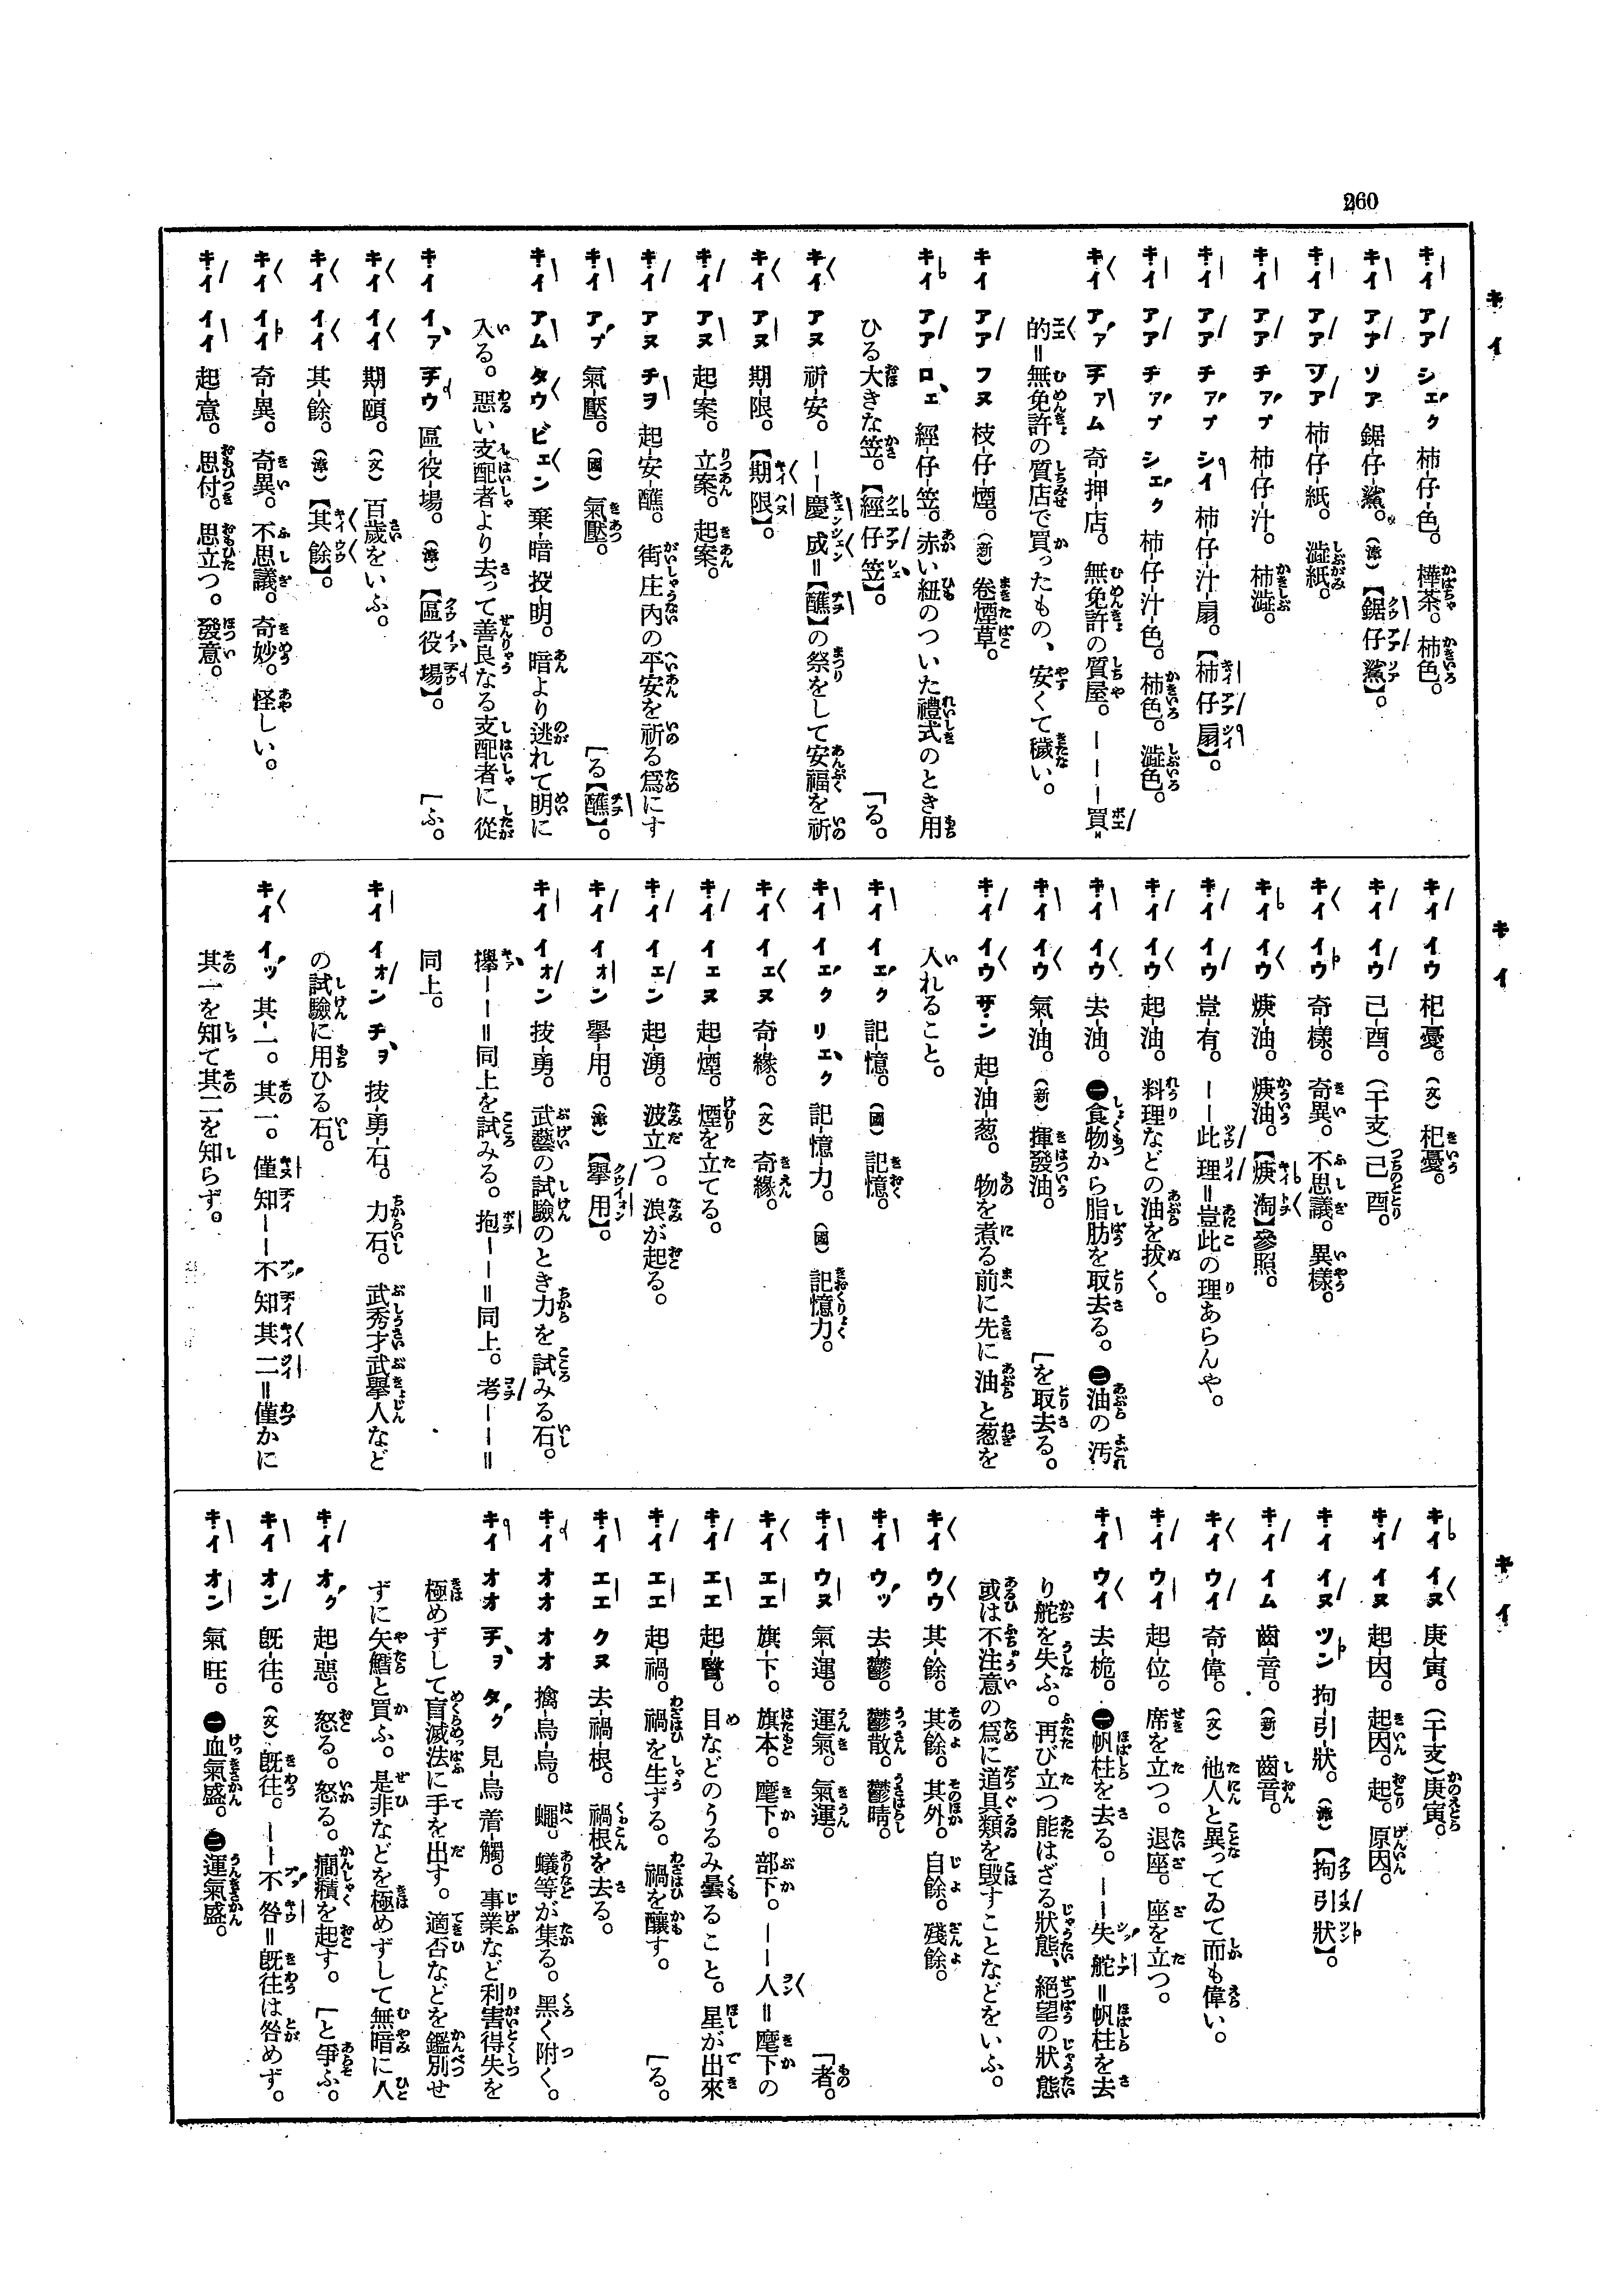 260
キイ
キイ アア シエク 柿-仔-色。樺茶。柿色。
キイ アア ソア 鋸-仔-鯊。(漳)【鋸仔鯊】。
キイ アア ツア 柿-仔-紙。澁紙。
キイ アア チアプ 柿-仔-汁。柿澁。
キイ アア チアプ シイ 柿-仔-汁-扇。【柿仔扇】。
キイ アア チアプ シエク 柿-仔-汁-色。柿色。澁色。
キイ アァ チァム 奇-押-店。無免許の質屋。———買
的=無免許の質店で買ったもの、安くて穢い。
キイ アア フヌ 枝-仔-煙。(新)卷煙草。
キイ アア ロェ 經-仔-笠。赤い紐のついた禮式のとき用
ひる大きな笠。【經仔笠】。
キイ アヌ 祈-安。——慶成=【醮】の祭をして安福を祈
「る。
キイ アヌ 期-限。【期限】。
キイ アヌ 起-案。立案。起案。
キイ アヌ チヲ 起-安-醮。街庄内の平安を祈る爲にす
「る【醮】。
キイ アプ 氣-壓。(國)氣壓。
キイ アム タウ ビェン 棄-暗投-明。暗より逃れて明に
入る。惡い支配者より去って善良なる支配者に從
「ふ。
キイ イァ チウ 區-役-場。(漳)【區役場】。
キイ イイ 期-頤。(文)百歲をいふ。
キイ イイ 其-餘。(漳)【其餘】。
キイ イイ 奇-異。奇異。不思議。奇妙。怪しい。
キイ イイ 起-意。思付。思立つ。發意。
キイ
キイ イウ 杞-憂。(文)杞憂。
キイ イウ 己-酉。(干支)己酉。
キイ イウ 奇-樣。奇異。不思議。異樣。
キイ イウ 㷮-油。㷮油。【㷮淘】參照。
キイ イウ 豈-有。——此理=豈此の理あらんや。
キイ イウ 起-油。料理などの油を拔く。
キイ イウ 去-油。㊀食物から脂肪を取去る。㊁油の汚
「を取去る。
キイ イウ 氣-油。(新)揮發油。
キイ イウ ザン 起-油-葱。物を煮る前に先に油と葱を
入れること。
キイ イェク 記-憶。(國)記憶。
キイ イェク リェク 記-憶-力。(國)記憶力。
キイ イェヌ 奇-緣。(文)奇緣。
キイ イェヌ 起-煙。煙を立てる。
キイ イェン 起-湧。波立つ。浪が起る。
キイ イォン 擧-用。(漳)【擧用】。
キイ イォン 技-勇。武藝の試驗のとき力を試みる石。
攑——=同上を試みる。抱——=同上。考——=
同上。
キイ イォン チヲ 技-勇-石。力石。武秀才武擧人など
の試驗に用ひる石。
キイ イッ 其-一。其一。僅知——不知其二=僅かに
其一を知て其二を知らず。
キイ
キイ イヌ 庚-寅。(干支)庚寅。
キイ イヌ 起-因。起因。起。原因。
キイ イヌ ツン 拘-引-狀。(漳)【拘引狀】。
キイ イム 齒-音。(新)齒音。
キイ ウイ 奇-偉。(文)他人と異ってゐて而も偉い。
キイ ウイ 起-位。席を立つ。退座。座を立つ。
キイ ウイ 去-桅。㊀帆柱を去る。——失舵=帆柱を去
り舵を失ふ。再び立つ能はざる狀態、絕望の狀態
或は不注意の爲に道具類を毀すことなどをいふ。
キイ ウウ 其-餘。其餘。其外。自餘。殘餘。
キイ ウッ 去-鬱。鬱散。鬱晴。
キイ ウヌ 氣-運。運氣。氣運。
キイ エエ 旗-下。旗本。麾下。部下。——人=麾下の
「者。
キイ エエ 起-瞖。目などのうるみ曇ること。星が出來
「る。
キイ エエ 起-禍。禍を生ずる。禍を釀す。
キイ エエ クヌ 去-禍-根。禍根を去る。
キイ オオ オオ 擒-烏-烏。蠅。蟻等が集る。黑く附く。
キイ オオ チヲ タク 見-烏着-觸。事業など利害得失を
極めずして盲滅法に手を出す。適否などを鑑別せ
ずに矢鱈と買ふ。是非などを極めずして無暗に人
「と爭ふ。
キイ オク 起-惡。怒る。怒る。癇癪を起す。
キイ オン 旣-往。(文)旣往。——不咎=旣往は咎めず。
キイ オン 氣-旺。㊀血氣盛。㊁運氣盛。